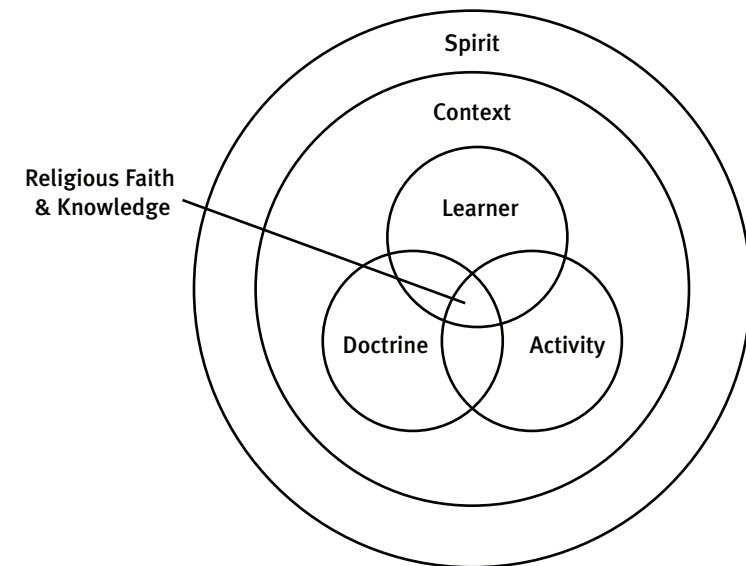 Spirit
Context
Religious Faith
& Knowledge
Learner
Doctrine
Activity